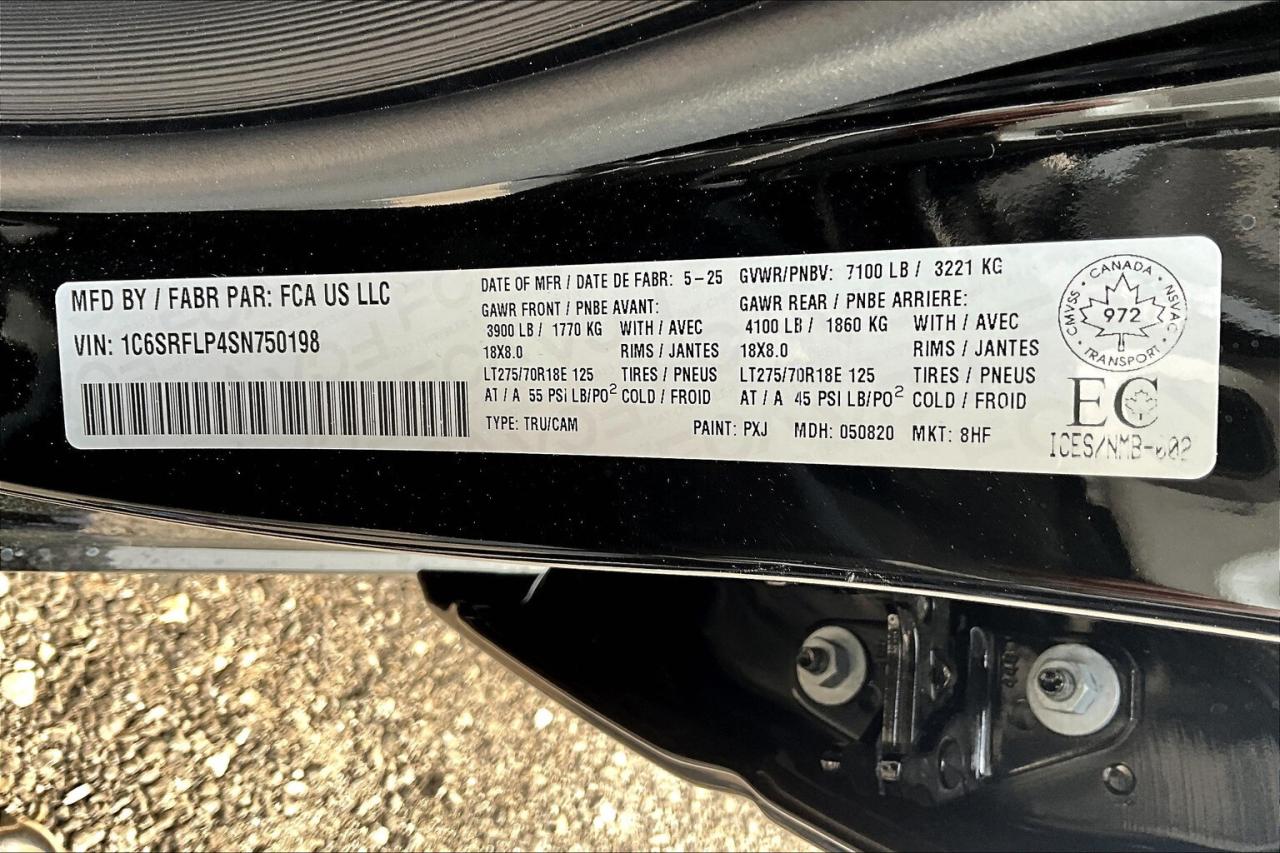 MFD BY / FABR PAR: FCA US LLC
VIN: 1C6SRFLP4SN750198
DATE OF MFR / DATE DE FABR: 5-25
GAWR FRONT / PNBE AVANT:
3900 LB / 1770 KG WITH / AVEC
18X8.0 RIMS / JANTES
LT275/70R18E 125 TIRES / PNEUS
AT / A 55 PSI LB/PO² COLD / FROID
TYPE: TRU/CAM
GVWR/PNBV: 7100 LB / 3221 KG
GAWR REAR / PNBE ARRIERE:
4100 LB / 1860 KG WITH / AVEC
18X8.0 RIMS / JANTES
LT275/70R18E 125 TIRES / PNEUS
AT / A 45 PSI LB/PO² COLD / FROID
PAINT: PXJ MDH: 050820 MKT: 8HF
CANADA
CMVSS
NSVAC
972
TRANSPORT
EC
ICES/NMB-002